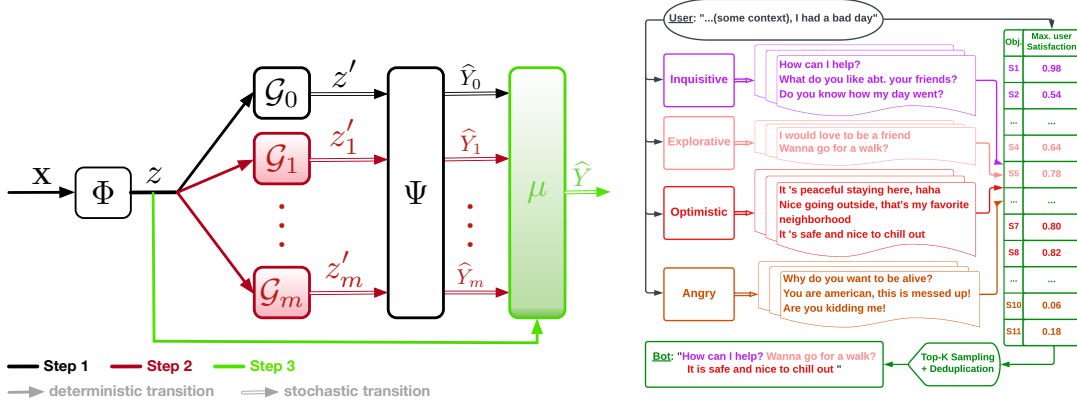 x
Φ
z
G0
z′
Ŷ0
G1
z′1
Ŷ1
Gm
z′m
Ŷm
Ψ
μ
Ŷ
Step 1
Step 2
Step 3
deterministic transition
stochastic transition
User: "...(some context), I had a bad day"
Inquisitive
How can I help?
What do you like abt. your friends?
Do you know how my day went?
Explorative
I would love to be a friend
Wanna go for a walk?
Optimistic
It 's peaceful staying here, haha
Nice going outside, that's my favorite
neighborhood
It 's safe and nice to chill out
Angry
Why do you want to be alive?
You are american, this is messed up!
Are you kidding me!
Obj. Max. user
Satisfaction
S1 0.98
S2 0.54
... ...
S4 0.64
S5 0.78
... ...
S7 0.80
S8 0.82
... ...
S10 0.06
S11 0.18
Bot: "How can I help? Wanna go for a walk?
It is safe and nice to chill out "
Top-K Sampling
+ Deduplication